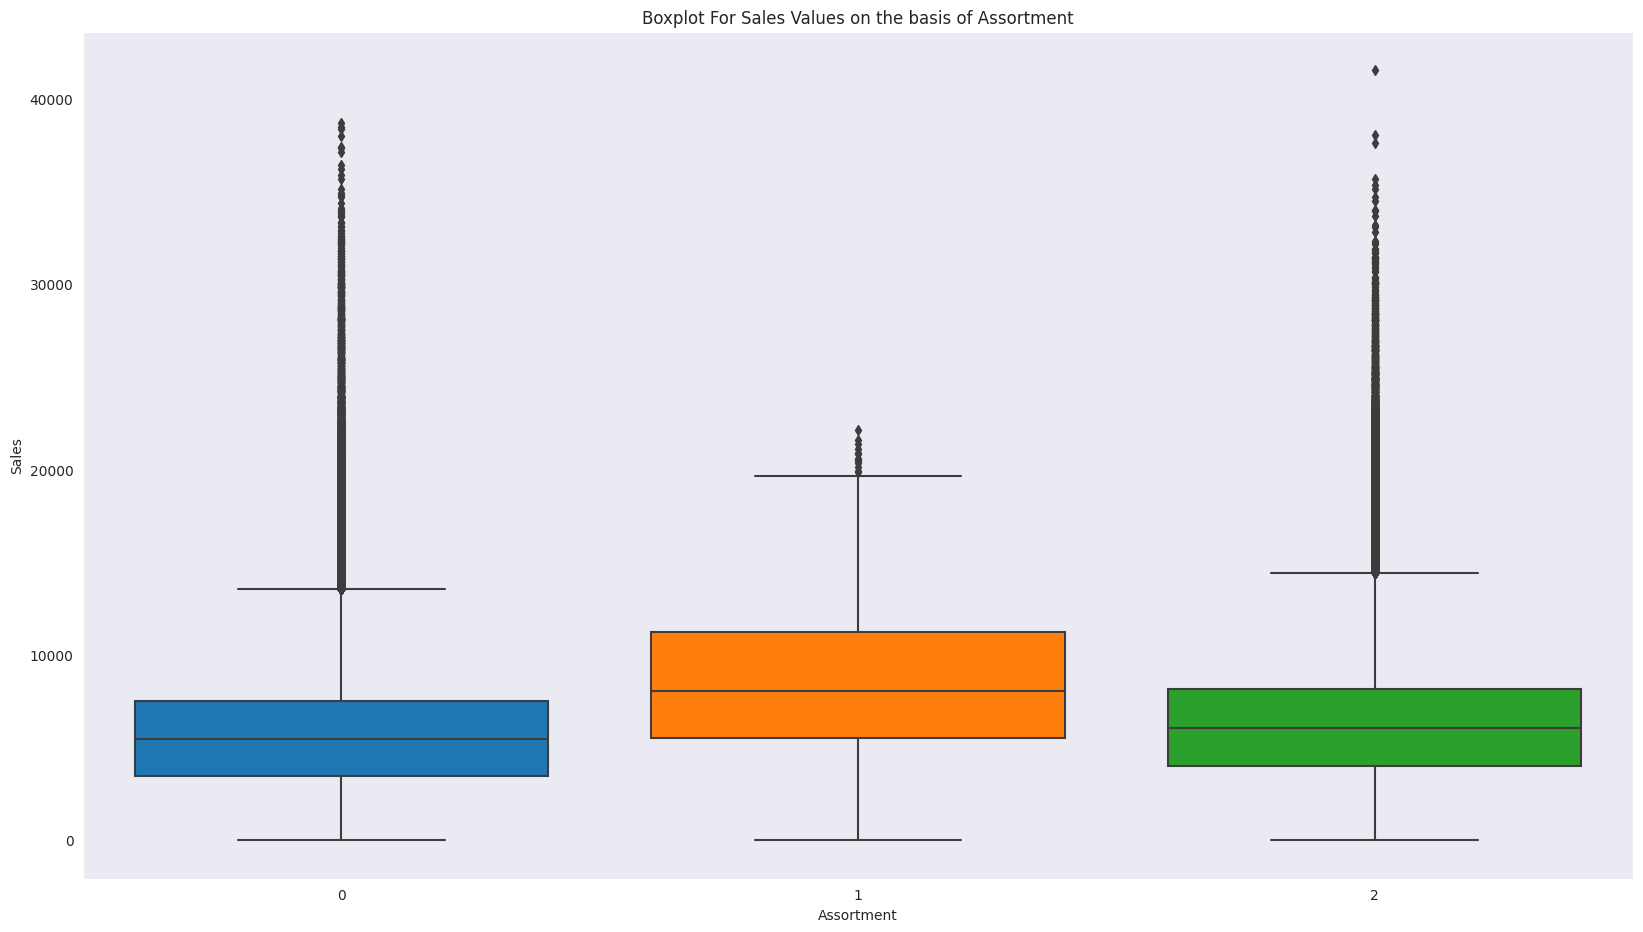 Boxplot For Sales Values on the basis of Assortment
40000
30000
20000
10000
0
Sales
0 1 2
Assortment